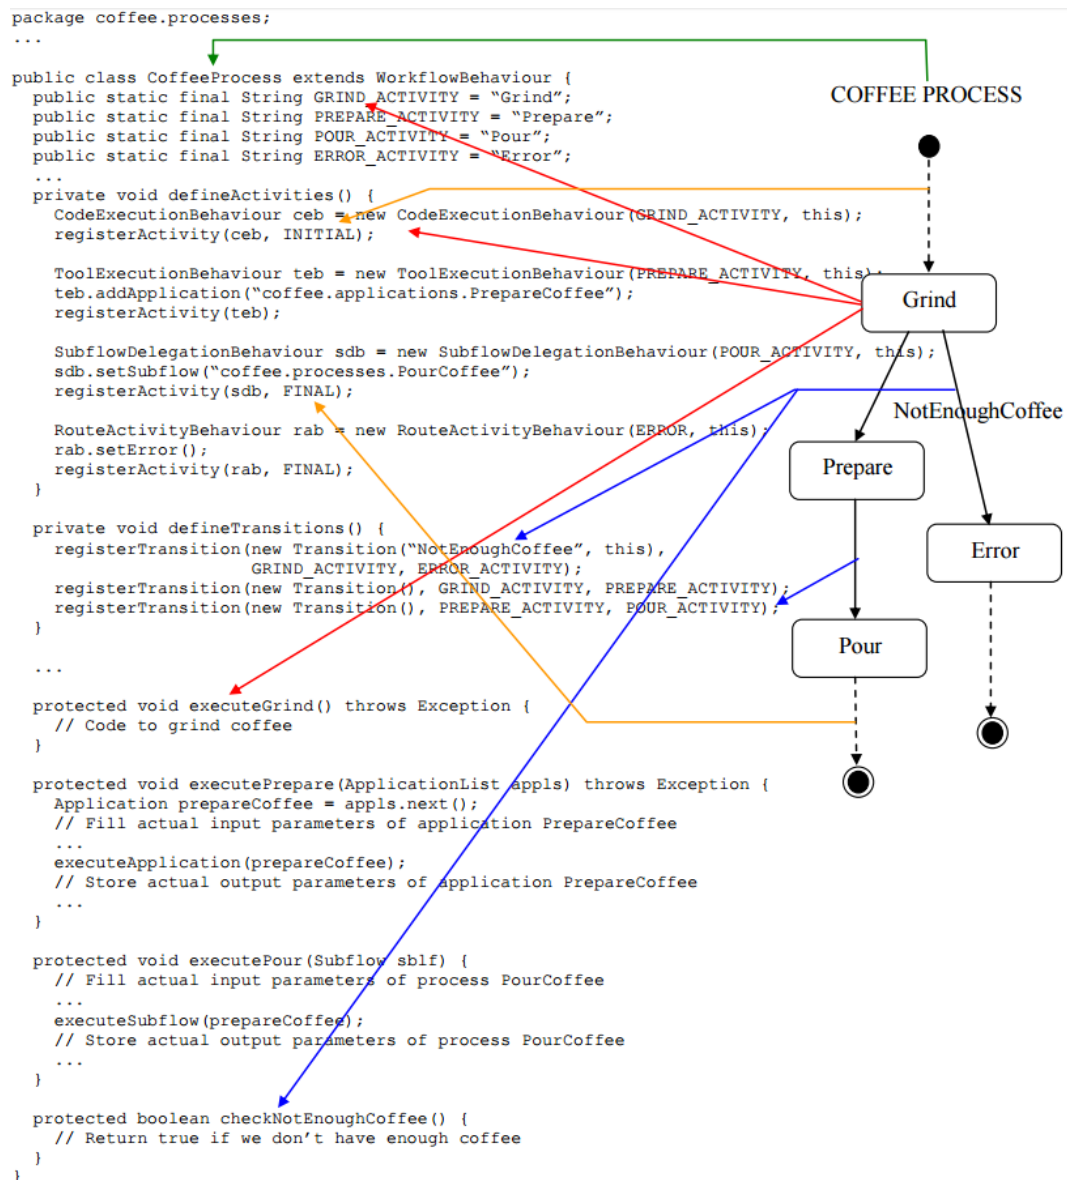 package coffee.processes;
...
public class CoffeeProcess extends WorkflowBehaviour {
public static final String GRIND_ACTIVITY = “Grind”;
public static final String PREPARE_ACTIVITY = “Prepare”;
public static final String POUR_ACTIVITY = “Pour”;
public static final String ERROR_ACTIVITY = “Error”;
...
private void defineActivities() {
CodeExecutionBehaviour ceb = new CodeExecutionBehaviour(GRIND_ACTIVITY, this);
registerActivity(ceb, INITIAL);
ToolExecutionBehaviour teb = new ToolExecutionBehaviour(PREPARE_ACTIVITY, this);
teb.addApplication(“coffee.applications.PrepareCoffee”);
registerActivity(teb);
SubflowDelegationBehaviour sdb = new SubflowDelegationBehaviour(POUR_ACTIVITY, this);
sdb.setSubflow(“coffee.processes.PourCoffee”);
registerActivity(sdb, FINAL);
RouteActivityBehaviour rab = new RouteActivityBehaviour(ERROR, this);
rab.setError();
registerActivity(rab, FINAL);
}
private void defineTransitions() {
registerTransition(new Transition(“NotEnoughCoffee”, this),
GRIND_ACTIVITY, ERROR_ACTIVITY);
registerTransition(new Transition(), GRIND_ACTIVITY, PREPARE_ACTIVITY);
registerTransition(new Transition(), PREPARE_ACTIVITY, POUR_ACTIVITY);
}
...
protected void executeGrind() throws Exception {
// Code to grind coffee
}
protected void executePrepare(ApplicationList appls) throws Exception {
Application prepareCoffee = appls.next();
// Fill actual input parameters of application PrepareCoffee
...
executeApplication(prepareCoffee);
// Store actual output parameters of application PrepareCoffee
...
}
protected void executePour(Subflow sblf) {
// Fill actual input parameters of process PourCoffee
...
executeSubflow(prepareCoffee);
// Store actual output parameters of process PourCoffee
...
}
protected boolean checkNotEnoughCoffee() {
// Return true if we don’t have enough coffee
}
}
COFFEE PROCESS
Grind
NotEnoughCoffee
Prepare
Error
Pour